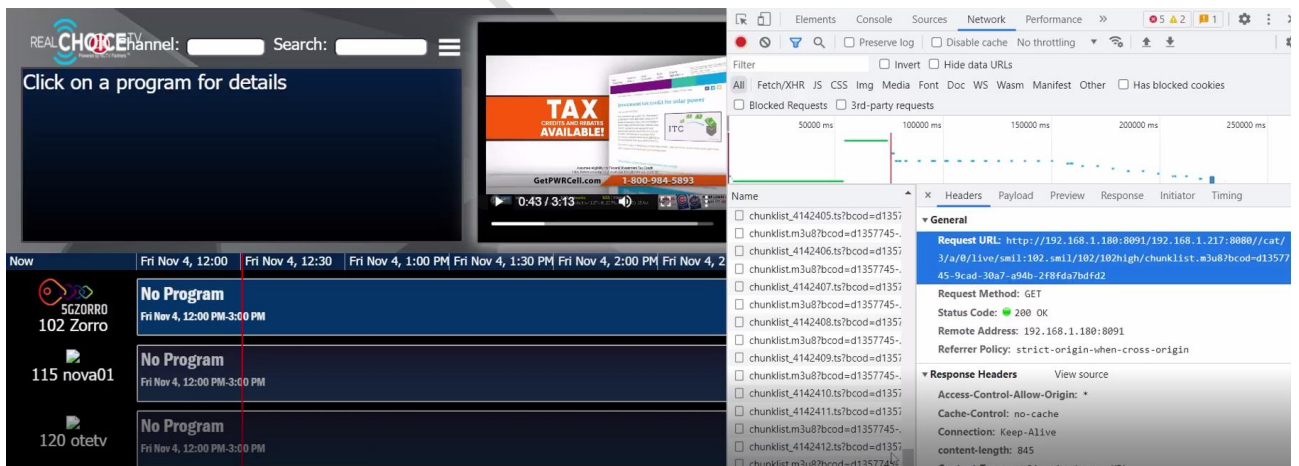 REAL CHOICE TV
Channel:
Search:
Click on a program for details
TAX
CREDITS AND REBATES
AVAILABLE!
ITC
GetPWRCell.com
1-800-984-5893
0:43 / 3:13
Now
Fri Nov 4, 12:00
Fri Nov 4, 12:30
Fri Nov 4, 1:00 PM
Fri Nov 4, 1:30 PM
Fri Nov 4, 2:00 PM
Fri Nov 4, 2
5GZORRO
102 Zorro
No Program
Fri Nov 4, 12:00 PM-3:00 PM
115 nova01
No Program
Fri Nov 4, 12:00 PM-3:00 PM
120 otetv
No Program
Fri Nov 4, 12:00 PM-3:00 PM
Elements Console Sources Network Performance » 5 2 1
Preserve log Disable cache No throttling
Filter Invert Hide data URLs
All Fetch/XHR JS CSS Img Media Font Doc WS Wasm Manifest Other Has blocked cookies
Blocked Requests 3rd-party requests
50000 ms 100000 ms 150000 ms 200000 ms 250000 ms
Name
chunklist_4142405.ts?bcod=d1357
chunklist.m3u8?bcod=d1357745-.
chunklist_4142406.ts?bcod=d1357
chunklist.m3u8?bcod=d1357745-.
chunklist_4142407.ts?bcod=d1357
chunklist.m3u8?bcod=d1357745-.
chunklist_4142408.ts?bcod=d1357
chunklist.m3u8?bcod=d1357745-.
chunklist_4142409.ts?bcod=d1357
chunklist.m3u8?bcod=d1357745-.
chunklist_4142410.ts?bcod=d1357
chunklist_4142411.ts?bcod=d1357
chunklist.m3u8?bcod=d1357745-.
chunklist_4142412.ts?bcod=d1357
chunklist.m3u8?bcod=d1357745-
× Headers Payload Preview Response Initiator Timing
General
Request URL: http://192.168.1.180:8091/192.168.1.217:8080//cat/
3/a/0/live/smil:102.smil/102/102high/chunklist.m3u8?bcod=d13577
45-9cad-30a7-a94b-2f8fda7bdfd2
Request Method: GET
Status Code: 200 OK
Remote Address: 192.168.1.180:8091
Referrer Policy: strict-origin-when-cross-origin
Response Headers View source
Access-Control-Allow-Origin: *
Cache-Control: no-cache
Connection: Keep-Alive
content-length: 845